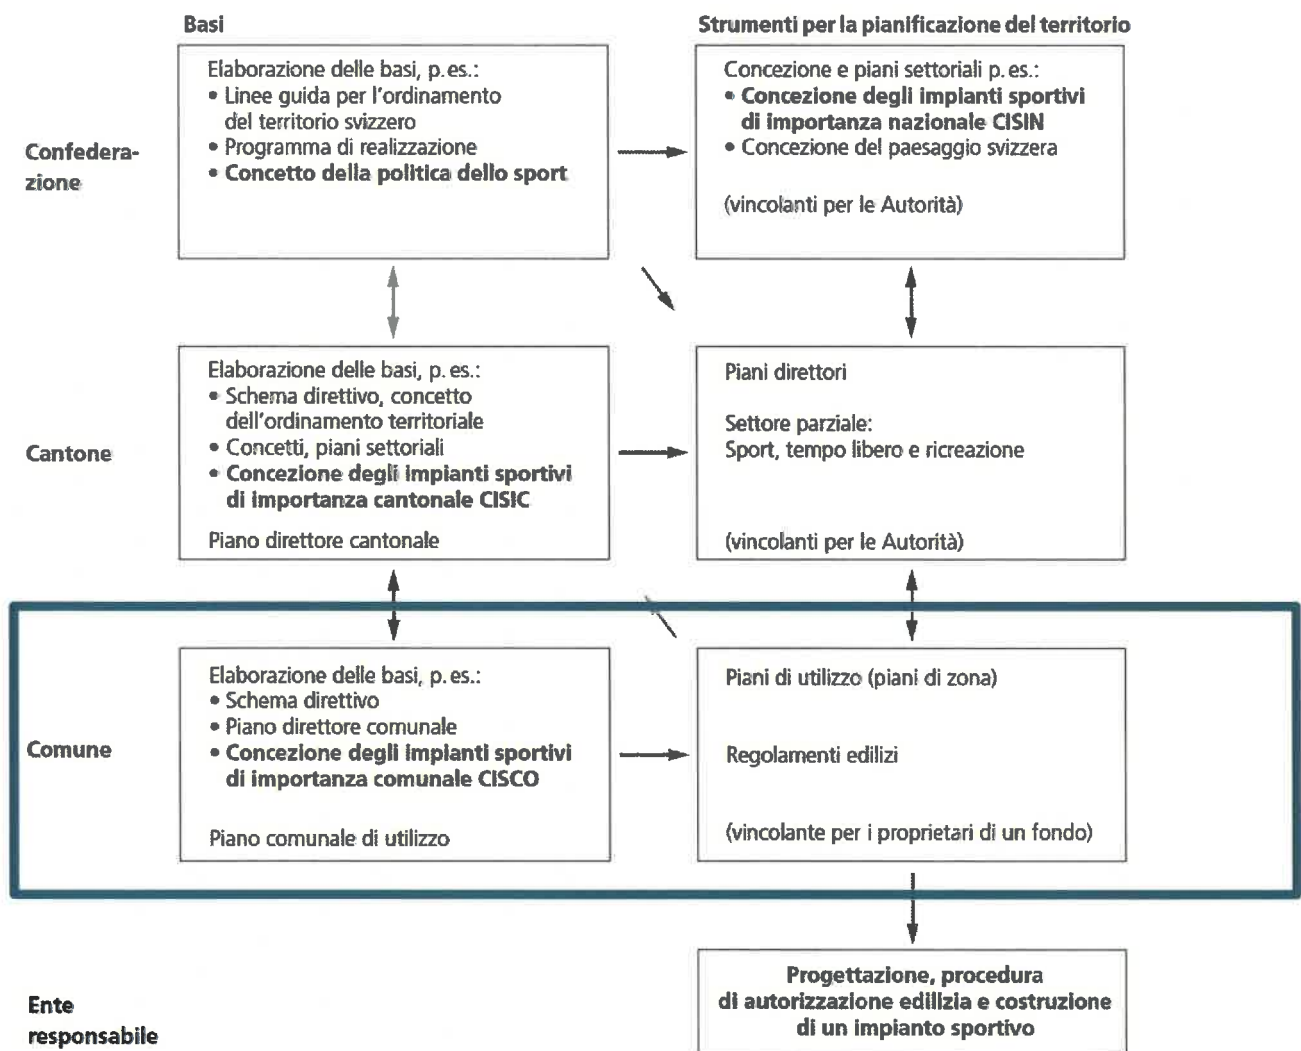 Basi
Strumenti per la pianificazione del territorio
Confedera-
zione
Elaborazione delle basi, p.es.:
• Linee guida per l'ordinamento
del territorio svizzero
• Programma di realizzazione
• Concetto della politica dello sport
Concezione e piani settoriali p.es.:
• Concezione degli impianti sportivi
di importanza nazionale CISIN
• Concezione del paesaggio svizzera
(vincolanti per le Autorità)
Cantone
Elaborazione delle basi, p.es.:
• Schema direttivo, concetto
dell'ordinamento territoriale
• Concetti, piani settoriali
• Concezione degli impianti sportivi
di importanza cantonale CISIC
Piano direttore cantonale
Piani direttori
Settore parziale:
Sport, tempo libero e ricreazione
(vincolanti per le Autorità)
Comune
Elaborazione delle basi, p.es.:
• Schema direttivo
• Piano direttore comunale
• Concezione degli impianti sportivi
di importanza comunale CISCO
Piano comunale di utilizzo
Piani di utilizzo (piani di zona)
Regolamenti edilizi
(vincolante per i proprietari di un fondo)
Ente
responsabile
Progettazione, procedura
di autorizzazione edilizia e costruzione
di un impianto sportivo